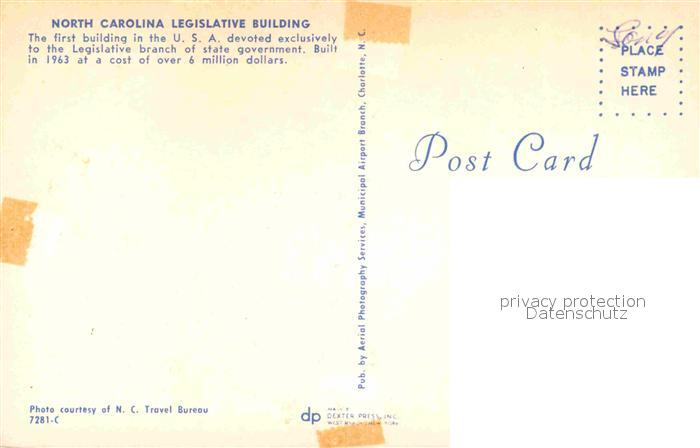 NORTH CAROLINA LEGISLATIVE BUILDING
The first building in the U. S. A. devoted exclusively
to the Legislative branch of state government. Built
in 1963 at a cost of over 6 million dollars.
PLACE
STAMP
HERE
Post Card
Pub. by Aerial Photography Services, Municipal Airport Branch, Charlotte, N. C.
privacy protection
Datenschutz
Photo courtesy of N. C. Travel Bureau
7281-C
dp
DEXTER PRESS, INC.